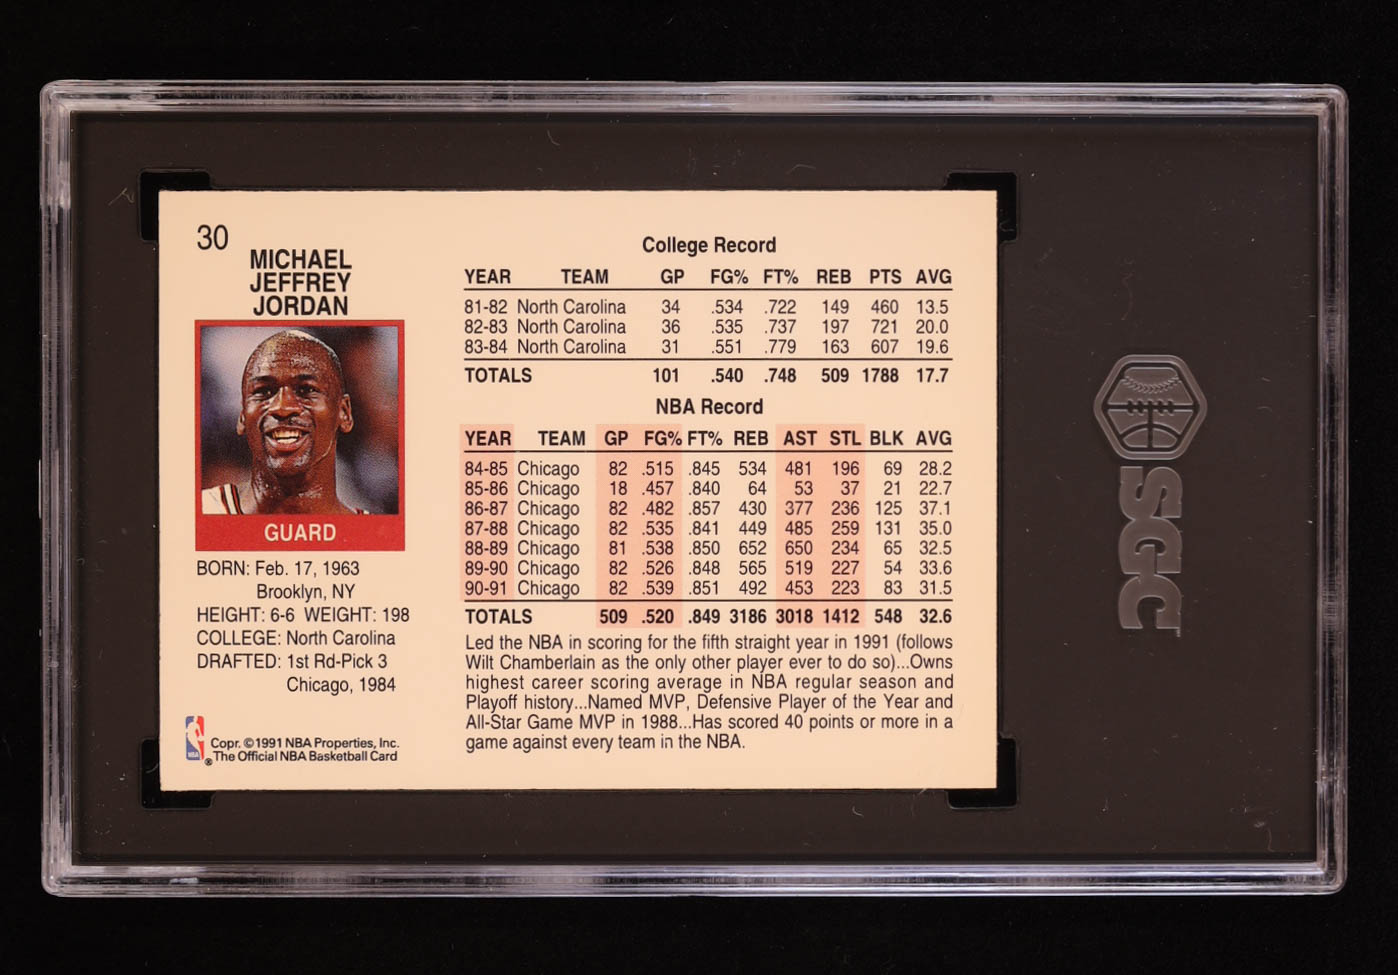 30
MICHAEL
JEFFREY
JORDAN
GUARD
BORN: Feb. 17, 1963
Brooklyn, NY
HEIGHT: 6-6 WEIGHT: 198
COLLEGE: North Carolina
DRAFTED: 1st Rd-Pick 3
Chicago, 1984
NBA
Copr. ©1991 NBA Properties, Inc.
®The Official NBA Basketball Card
College Record
YEAR TEAM GP FG% FT% REB PTS AVG
81-82 North Carolina 34 .534 .722 149 460 13.5
82-83 North Carolina 36 .535 .737 197 721 20.0
83-84 North Carolina 31 .551 .779 163 607 19.6
TOTALS 101 .540 .748 509 1788 17.7
NBA Record
YEAR TEAM GP FG% FT% REB AST STL BLK AVG
84-85 Chicago 82 .515 .845 534 481 196 69 28.2
85-86 Chicago 18 .457 .840 64 53 37 21 22.7
86-87 Chicago 82 .482 .857 430 377 236 125 37.1
87-88 Chicago 82 .535 .841 449 485 259 131 35.0
88-89 Chicago 81 .538 .850 652 650 234 65 32.5
89-90 Chicago 82 .526 .848 565 519 227 54 33.6
90-91 Chicago 82 .539 .851 492 453 223 83 31.5
TOTALS 509 .520 .849 3186 3018 1412 548 32.6
Led the NBA in scoring for the fifth straight year in 1991 (follows
Wilt Chamberlain as the only other player ever to do so)...Owns
highest career scoring average in NBA regular season and
Playoff history...Named MVP, Defensive Player of the Year and
All-Star Game MVP in 1988...Has scored 40 points or more in a
game against every team in the NBA.
SGC